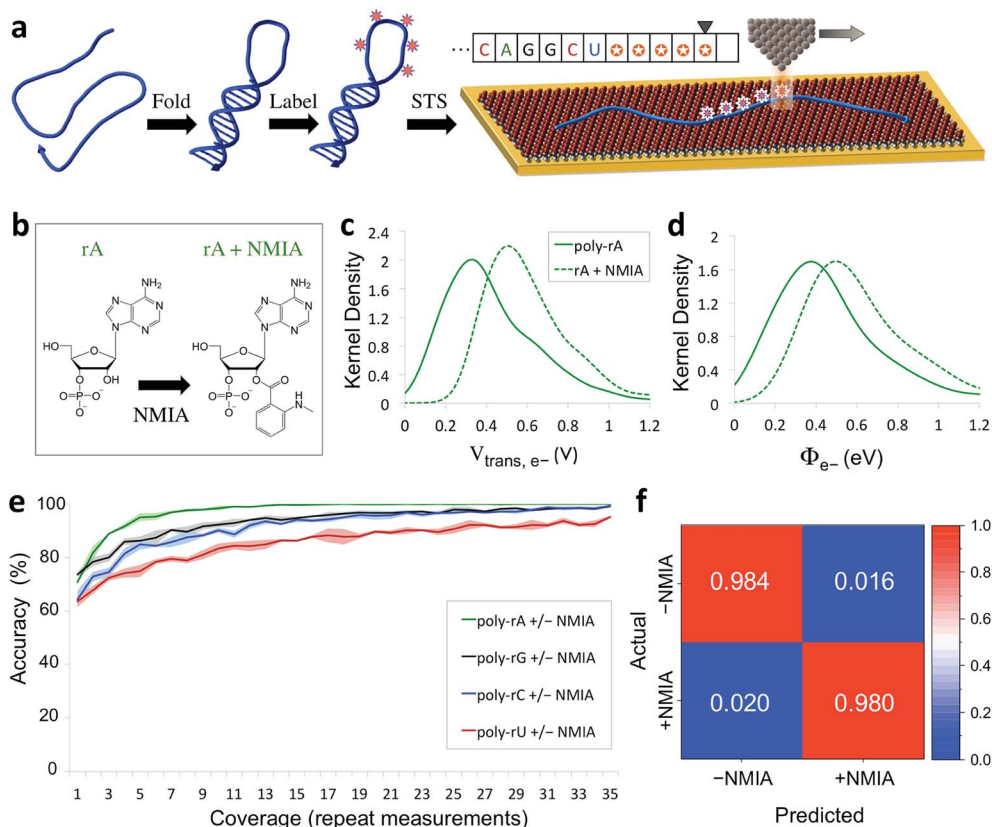 a
... C A G G C U
Fold
Label
STS
b
rA
rA + NMIA
NH₂
N
N
N
N
HO
O
O
OH
O⁻
P
O
O⁻
NMIA
NH₂
N
N
N
N
HO
O
O
O
O
O⁻
P
O
O⁻
H
N
c
Kernel Density
2.4
2
1.6
1.2
0.8
0.4
0
0 0.2 0.4 0.6 0.8 1 1.2
V trans, e− (V)
poly-rA
rA + NMIA
d
Kernel Density
2
1.6
1.2
0.8
0.4
0
0 0.2 0.4 0.6 0.8 1 1.2
Φe− (eV)
e
Accuracy (%)
100
80
60
40
20
0
1 3 5 7 9 11 13 15 17 19 21 23 25 27 29 31 33 35
Coverage (repeat measurements)
poly-rA +/− NMIA
poly-rG +/− NMIA
poly-rC +/− NMIA
poly-rU +/− NMIA
f
Actual
−NMIA
+NMIA
0.984 0.016
0.020 0.980
−NMIA +NMIA
Predicted
1.0
0.8
0.6
0.4
0.2
0.0